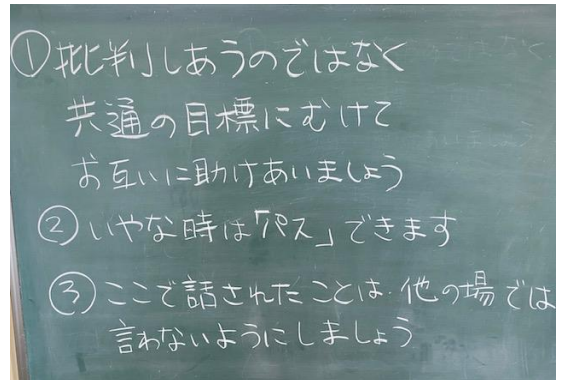 ①批判しあうのではなく
共通の目標にむけて
お互いに助けあいましょう
②いやな時は「パス」できます
③ここで話されたことは、他の場では
言わないようにしましょう